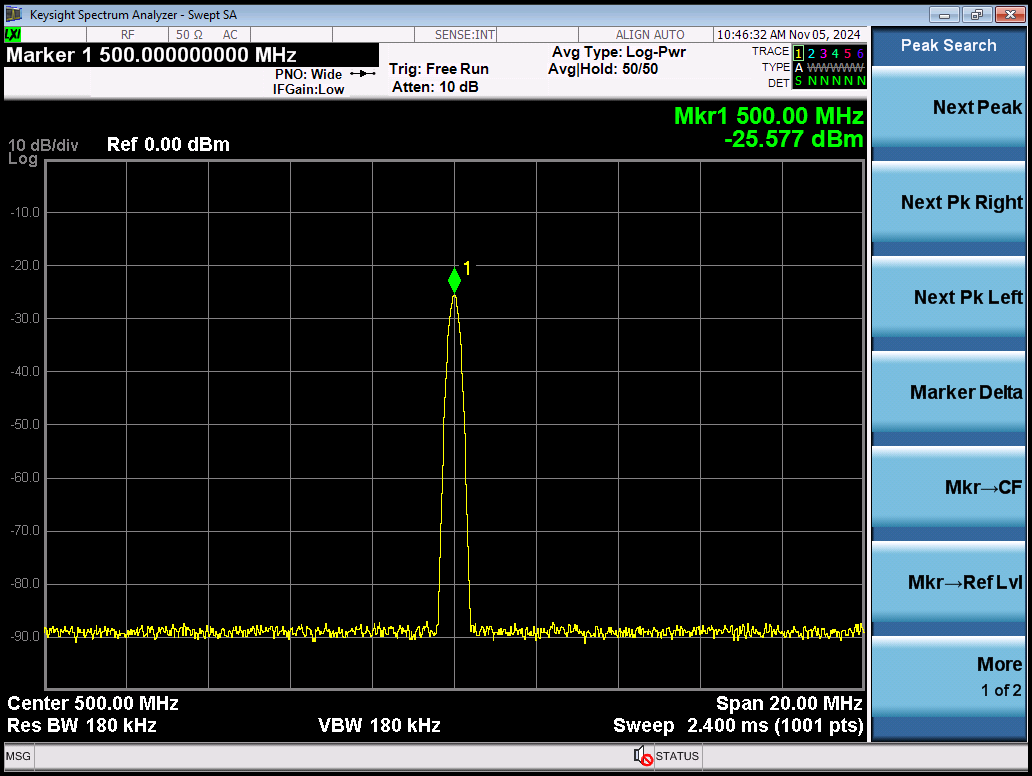 Keysight Spectrum Analyzer - Swept SA
LXI RF 50 Ω AC SENSE:INT ALIGN AUTO 10:46:32 AM Nov 05, 2024
Marker 1 500.000000000 MHz
PNO: Wide
IFGain:Low
Trig: Free Run
Atten: 10 dB
Avg Type: Log-Pwr
Avg|Hold: 50/50
TRACE 1 2 3 4 5 6
TYPE A W W W W W
DET S N N N N N
Mkr1 500.00 MHz
-25.577 dBm
10 dB/div
Log
Ref 0.00 dBm
1
-10.0
-20.0
-30.0
-40.0
-50.0
-60.0
-70.0
-80.0
-90.0
Center 500.00 MHz
Span 20.00 MHz
Res BW 180 kHz
VBW 180 kHz
Sweep 2.400 ms (1001 pts)
MSG
STATUS
Peak Search
Next Peak
Next Pk Right
Next Pk Left
Marker Delta
Mkr→CF
Mkr→Ref Lvl
More
1 of 2